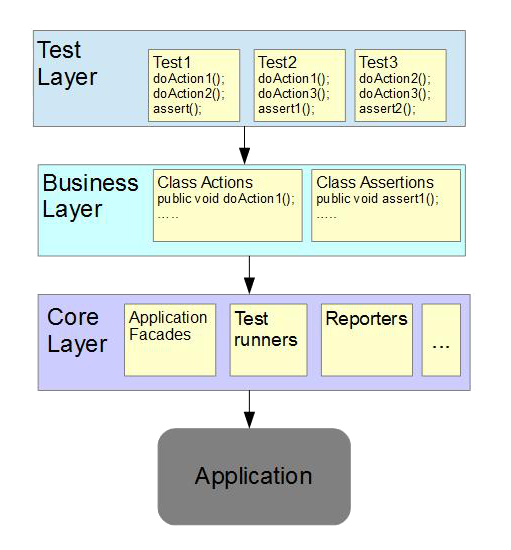 Test
Layer
Test1
doAction1();
doAction2();
assert();
Test2
doAction1();
doAction3();
assert1();
Test3
doAction2();
doAction3();
assert2();
Business
Layer
Class Actions
public void doAction1();
.....
Class Assertions
public void assert1();
.....
Core
Layer
Application
Facades
Test
runners
Reporters
...
Application